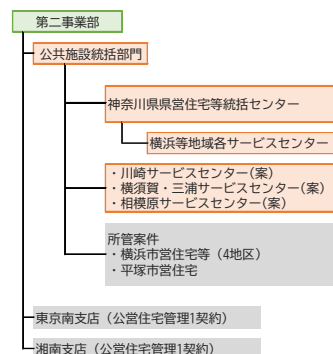 第二事業部
公共施設統括部門
神奈川県県営住宅等統括センター
横浜等地域各サービスセンター
・川崎サービスセンター(案)
・横須賀・三浦サービスセンター(案)
・相模原サービスセンター(案)
所管案件
・横浜市営住宅等（4地区）
・平塚市営住宅
東京南支店（公営住宅管理1契約）
湘南支店（公営住宅管理1契約）